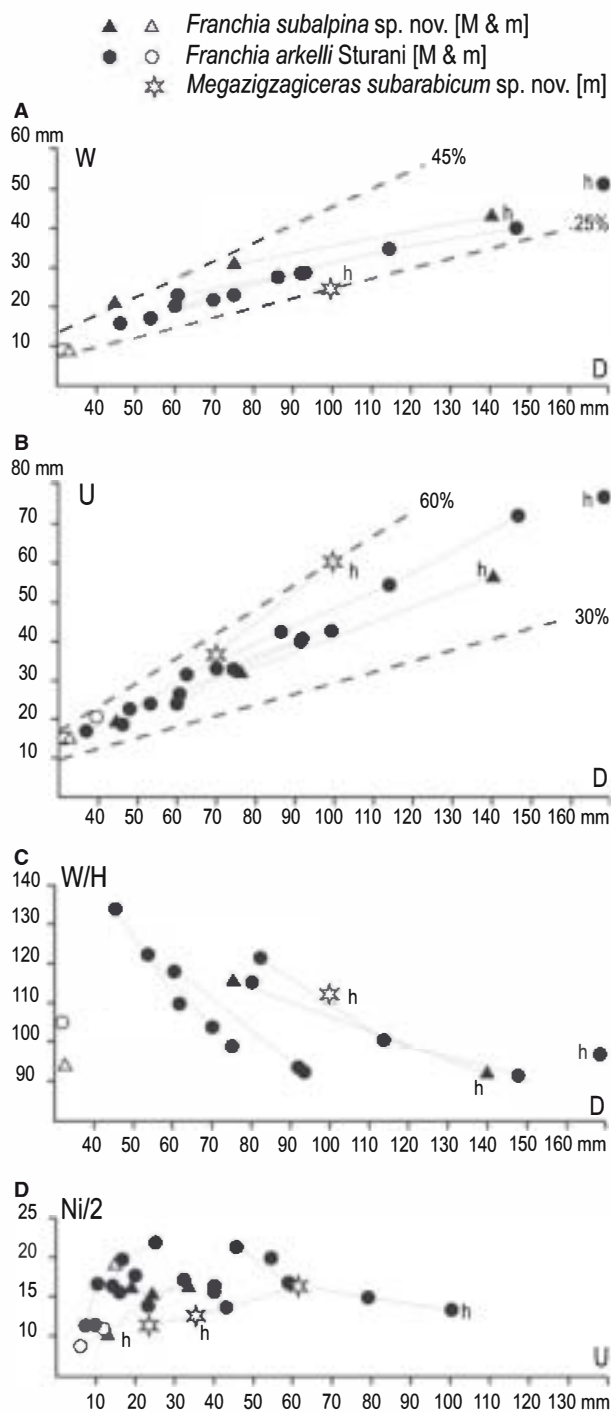 Franchia subalpina sp. nov. [M & m]
Franchia arkelli Sturani [M & m]
Megazigzagiceras subarabicum sp. nov. [m]
A
60 mm
W
45%
50
h
h
40
25%
30
h
20
10
D
40 50 60 70 80 90 100 110 120 130 140 150 160 mm
B
80 mm
U
60%
h
70
60
h
h
50
40
30%
30
20
10
D
40 50 60 70 80 90 100 110 120 130 140 150 160 mm
C
140
W/H
130
120
110
h
100
h
90
h
D
40 50 60 70 80 90 100 110 120 130 140 150 160 mm
D
25
Ni/2
20
15
h
10
h
h
U
10 20 30 40 50 60 70 80 90 100 110 120 130 mm